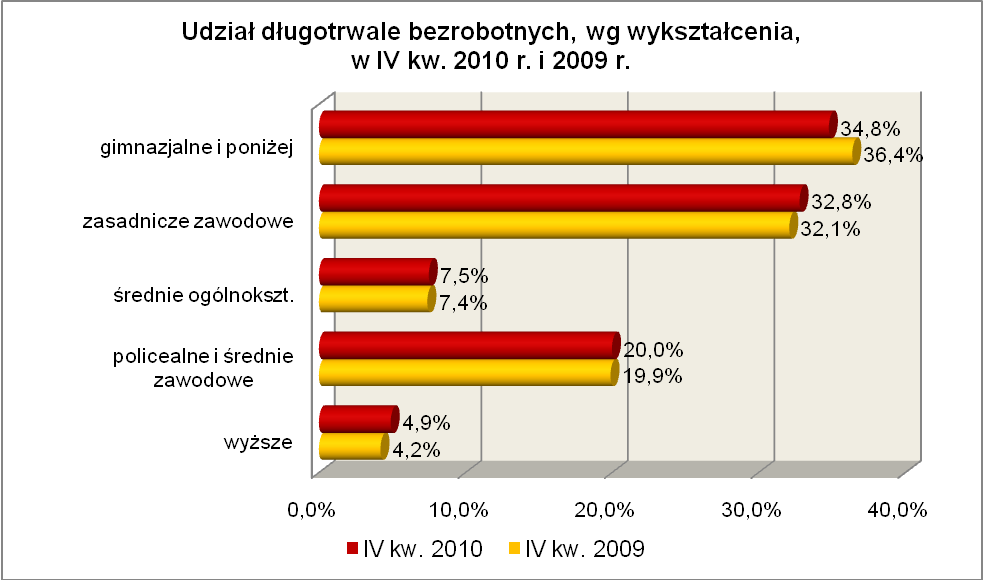 Udział długotrwale bezrobotnych, wg wykształcenia,
w IV kw. 2010 r. i 2009 r.
gimnazjalne i poniżej
34,8%
36,4%
zasadnicze zawodowe
32,8%
32,1%
średnie ogólnokszt.
7,5%
7,4%
policealne i średnie
zawodowe
20,0%
19,9%
wyższe
4,9%
4,2%
0,0% 10,0% 20,0% 30,0% 40,0%
IV kw. 2010 IV kw. 2009